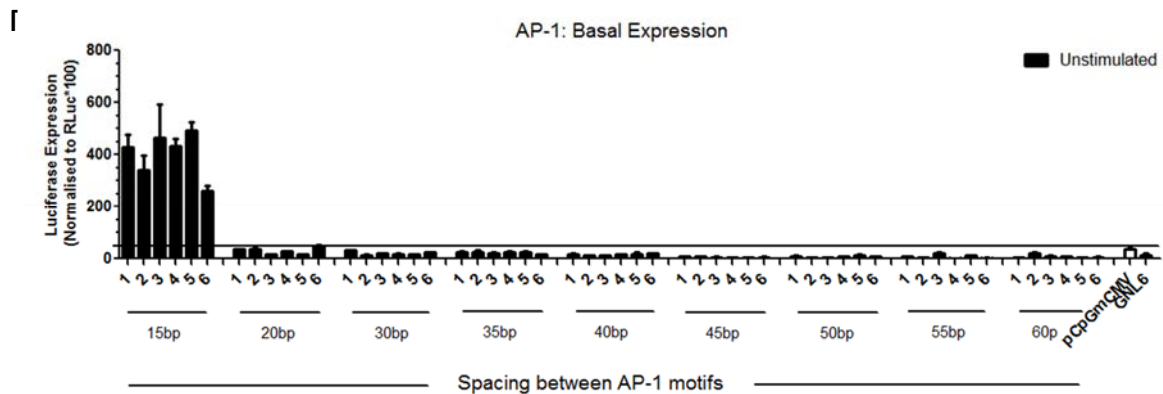 AP-1: Basal Expression
Unstimulated
Luciferase Expression
(Normalised to RLuc*100)
800
600
400
200
0
1 2 3 4 5 6 1 2 3 4 5 6 1 2 3 4 5 6 1 2 3 4 5 6 1 2 3 4 5 6 1 2 3 4 5 6 1 2 3 4 5 6 1 2 3 4 5 6 1 2 3 4 5 6 pCpGmCMV GNL6
15bp 20bp 30bp 35bp 40bp 45bp 50bp 55bp 60p
Spacing between AP-1 motifs